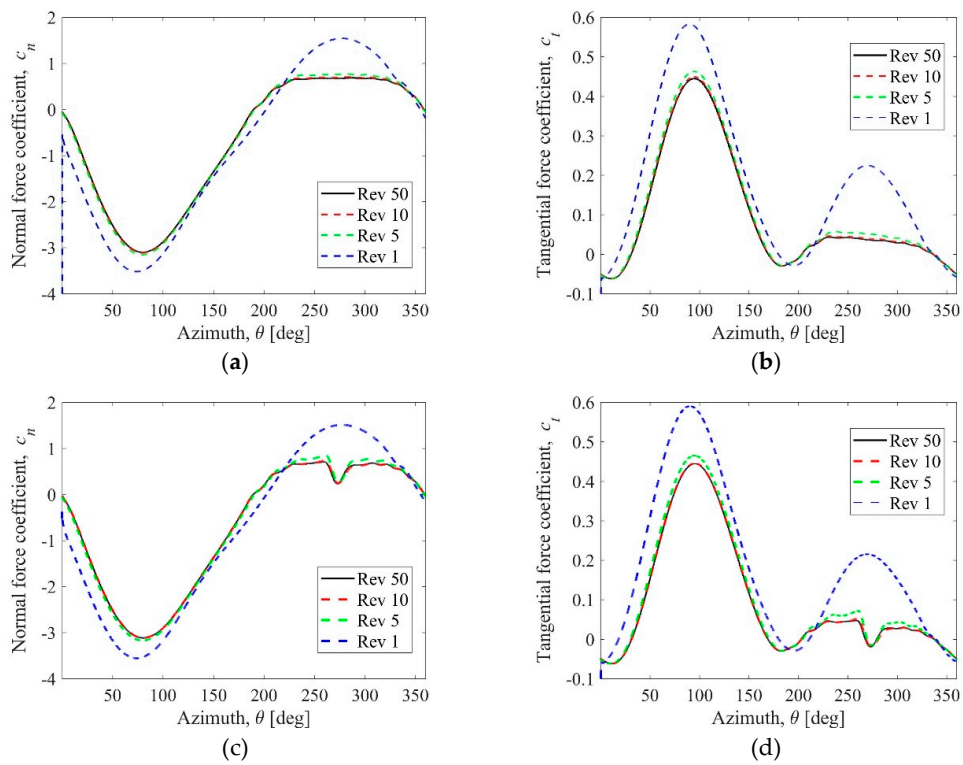 2
1
0
-1
-2
-3
-4
Normal force coefficient, c_n
50 100 150 200 250 300 350
Azimuth, θ [deg]
Rev 50
Rev 10
Rev 5
Rev 1
(a)
0.6
0.5
0.4
0.3
0.2
0.1
0
-0.1
Tangential force coefficient, c_t
50 100 150 200 250 300 350
Azimuth, θ [deg]
Rev 50
Rev 10
Rev 5
Rev 1
(b)
2
1
0
-1
-2
-3
-4
Normal force coefficient, c_n
50 100 150 200 250 300 350
Azimuth, θ [deg]
Rev 50
Rev 10
Rev 5
Rev 1
(c)
0.6
0.5
0.4
0.3
0.2
0.1
0
-0.1
Tangential force coefficient, c_t
50 100 150 200 250 300 350
Azimuth, θ [deg]
Rev 50
Rev 10
Rev 5
Rev 1
(d)